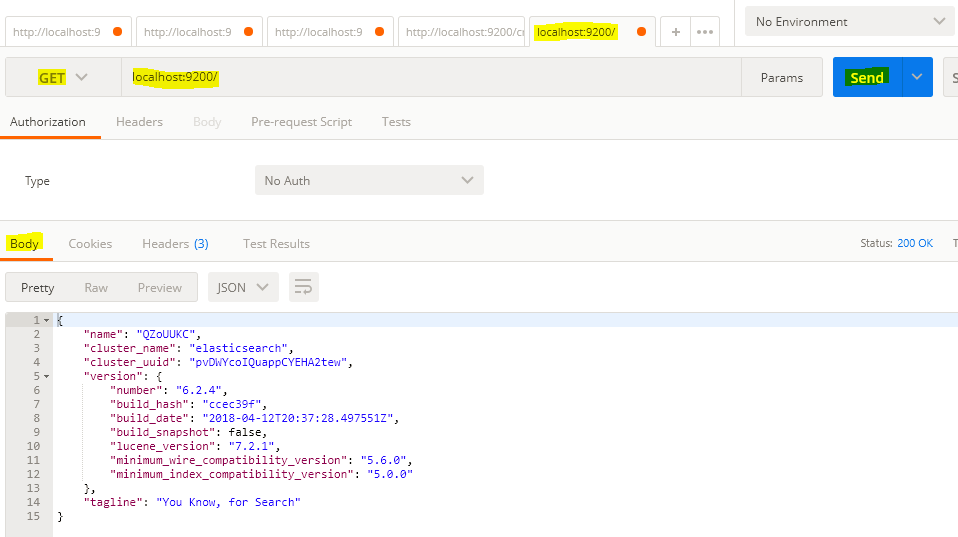 http://localhost:9 http://localhost:9 http://localhost:9 http://localhost:9200/c localhost:9200/ + ••• No Environment
GET localhost:9200/ Params Send S
Authorization Headers Body Pre-request Script Tests
Type No Auth
Body Cookies Headers (3) Test Results Status: 200 OK T
Pretty Raw Preview JSON
1 {
2 "name": "QZoUUKC",
3 "cluster_name": "elasticsearch",
4 "cluster_uuid": "pvDWYcoIQuappCYEHA2tew",
5 "version": {
6 "number": "6.2.4",
7 "build_hash": "ccec39f",
8 "build_date": "2018-04-12T20:37:28.497551Z",
9 "build_snapshot": false,
10 "lucene_version": "7.2.1",
11 "minimum_wire_compatibility_version": "5.6.0",
12 "minimum_index_compatibility_version": "5.0.0"
13 },
14 "tagline": "You Know, for Search"
15 }